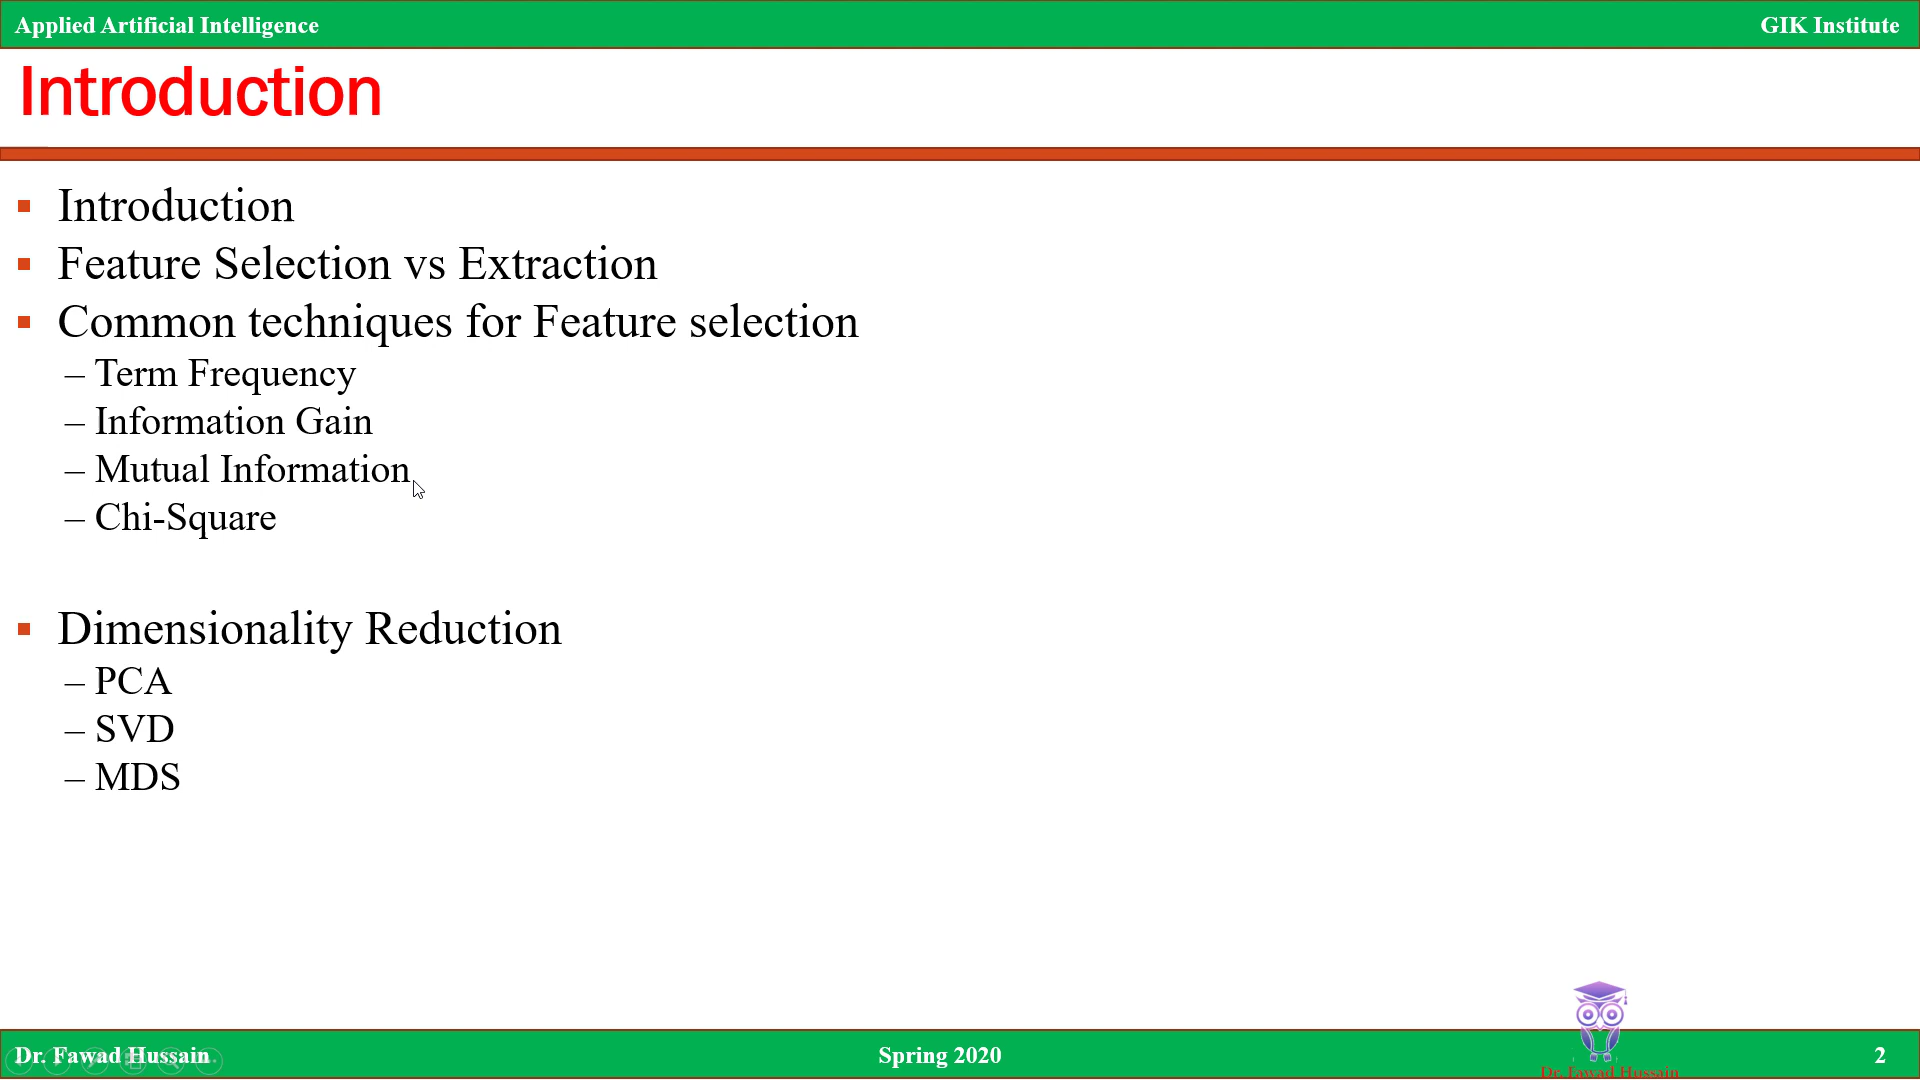 Applied Artificial Intelligence GIK Institute
Introduction
▪ Introduction
▪ Feature Selection vs Extraction
▪ Common techniques for Feature selection
– Term Frequency
– Information Gain
– Mutual Information
– Chi-Square
▪ Dimensionality Reduction
– PCA
– SVD
– MDS
Dr. Fawad Hussain Spring 2020 2
Dr. Fawad Hussain